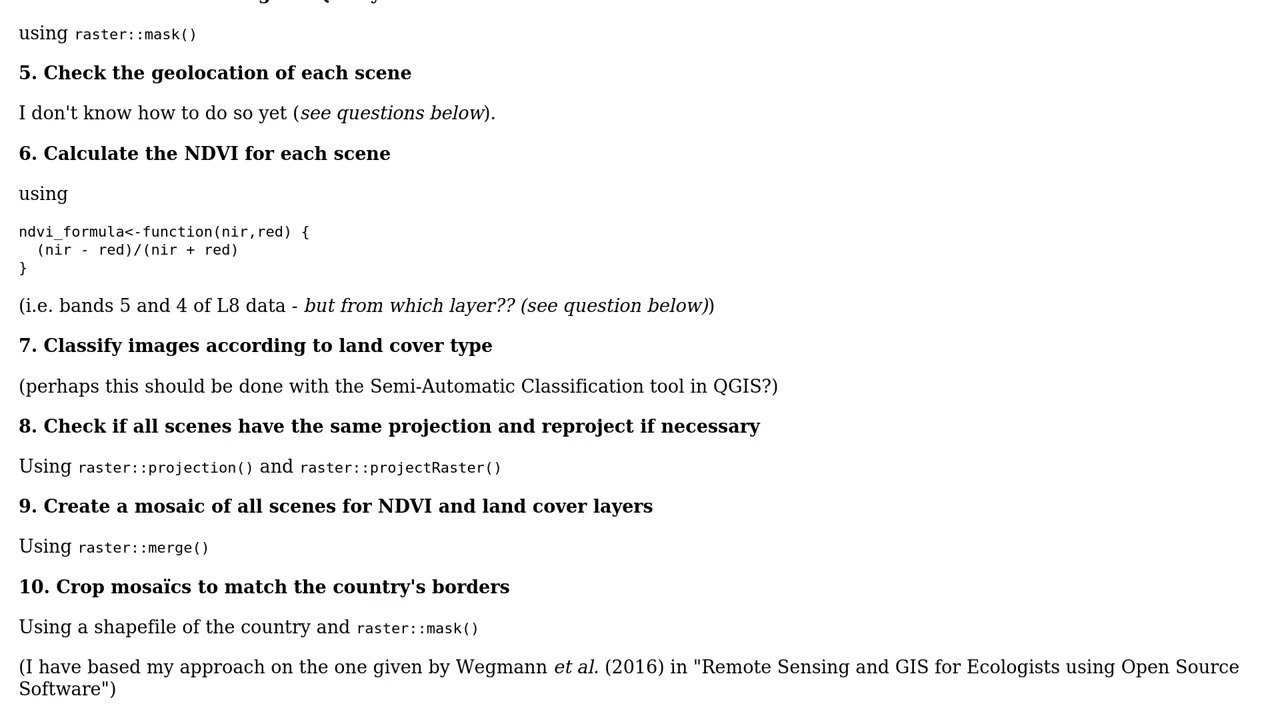 using raster::mask()
5. Check the geolocation of each scene
I don't know how to do so yet (see questions below).
6. Calculate the NDVI for each scene
using
ndvi_formula<-function(nir,red) {
  (nir - red)/(nir + red)
}
(i.e. bands 5 and 4 of L8 data - but from which layer?? (see question below))
7. Classify images according to land cover type
(perhaps this should be done with the Semi-Automatic Classification tool in QGIS?)
8. Check if all scenes have the same projection and reproject if necessary
Using raster::projection() and raster::projectRaster()
9. Create a mosaic of all scenes for NDVI and land cover layers
Using raster::merge()
10. Crop mosaïcs to match the country's borders
Using a shapefile of the country and raster::mask()
(I have based my approach on the one given by Wegmann et al. (2016) in "Remote Sensing and GIS for Ecologists using Open Source
Software")